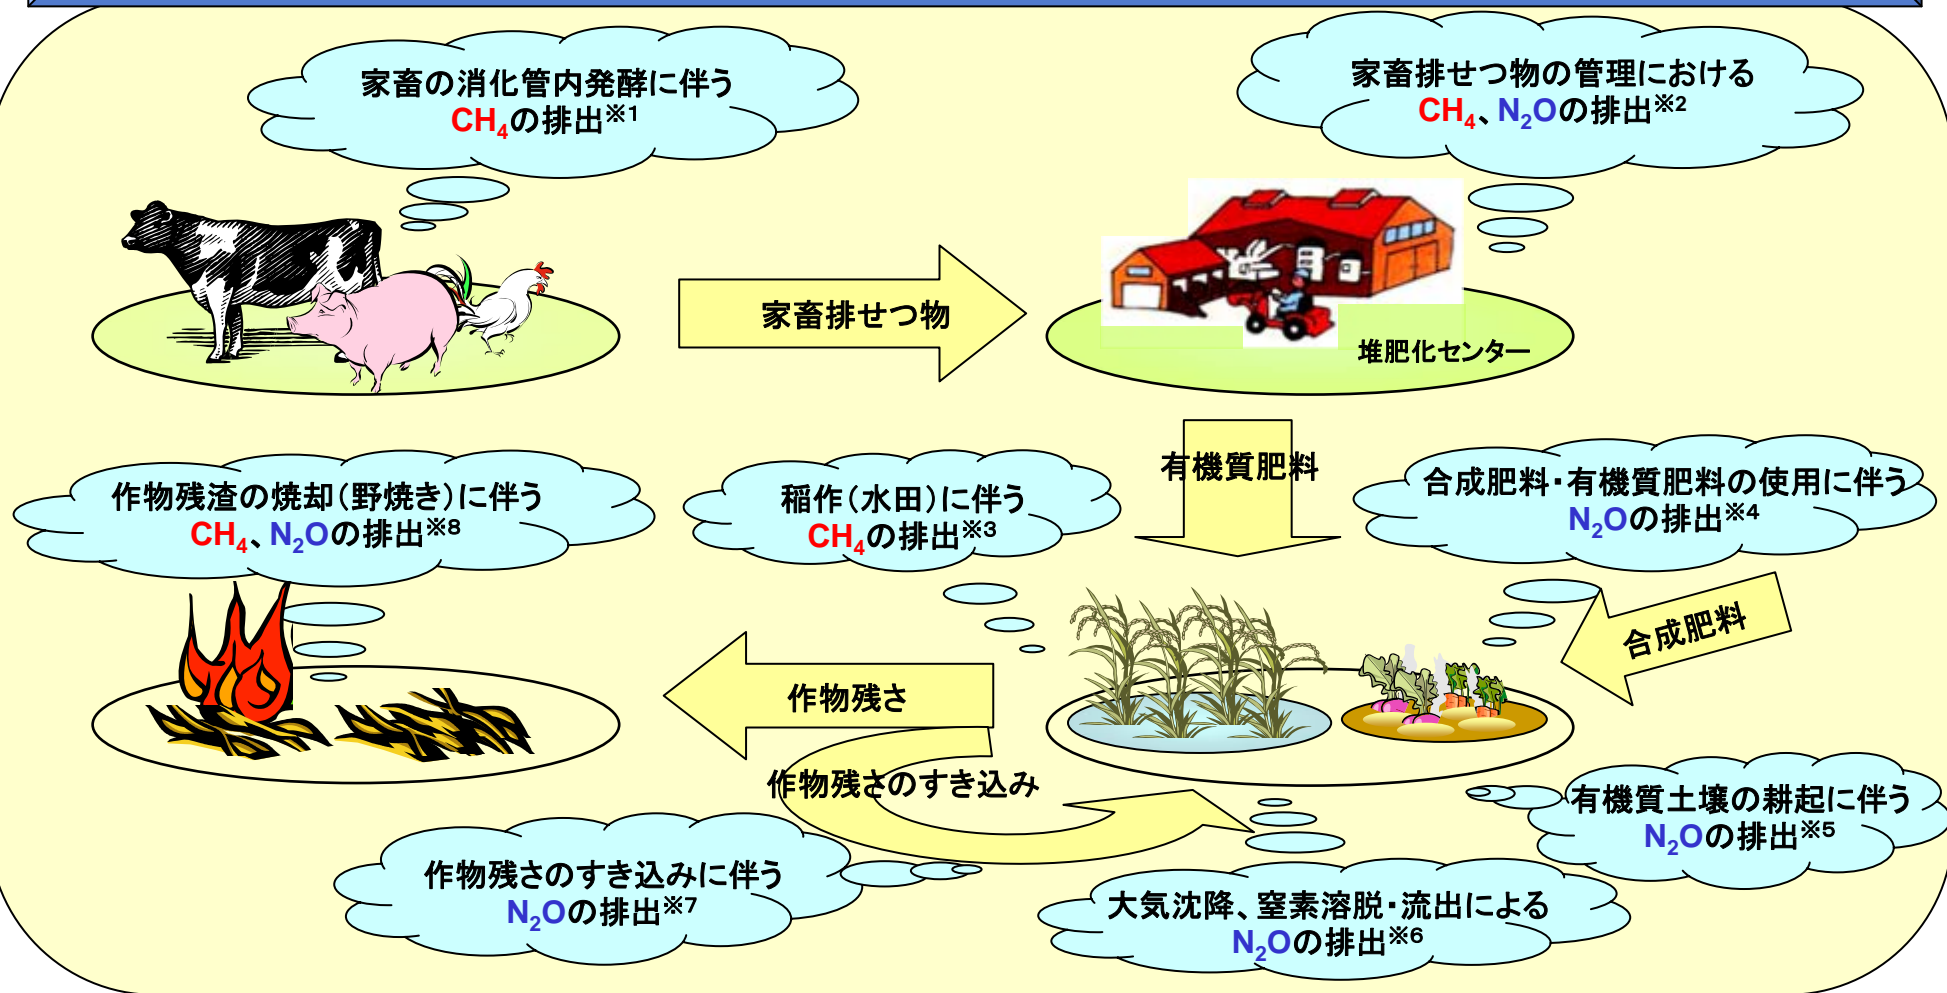 家畜の消化管内発酵に伴う
CH₄の排出※1
家畜排せつ物の管理における
CH₄、N₂Oの排出※2
家畜排せつ物
堆肥化センター
有機質肥料
作物残渣の焼却(野焼き)に伴う
CH₄、N₂Oの排出※8
稲作(水田)に伴う
CH₄の排出※3
合成肥料・有機質肥料の使用に伴う
N₂Oの排出※4
合成肥料
作物残さ
作物残さのすき込み
有機質土壌の耕起に伴う
N₂Oの排出※5
作物残さのすき込みに伴う
N₂Oの排出※7
大気沈降、窒素溶脱・流出による
N₂Oの排出※6